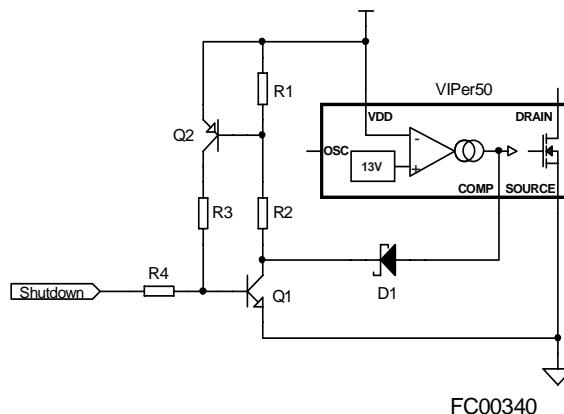 VIPer50
R1
VDD
DRAIN
Q2
-
OSC
13V
+
COMP
SOURCE
R3
R2
R4
Shutdown
Q1
D1
FC00340